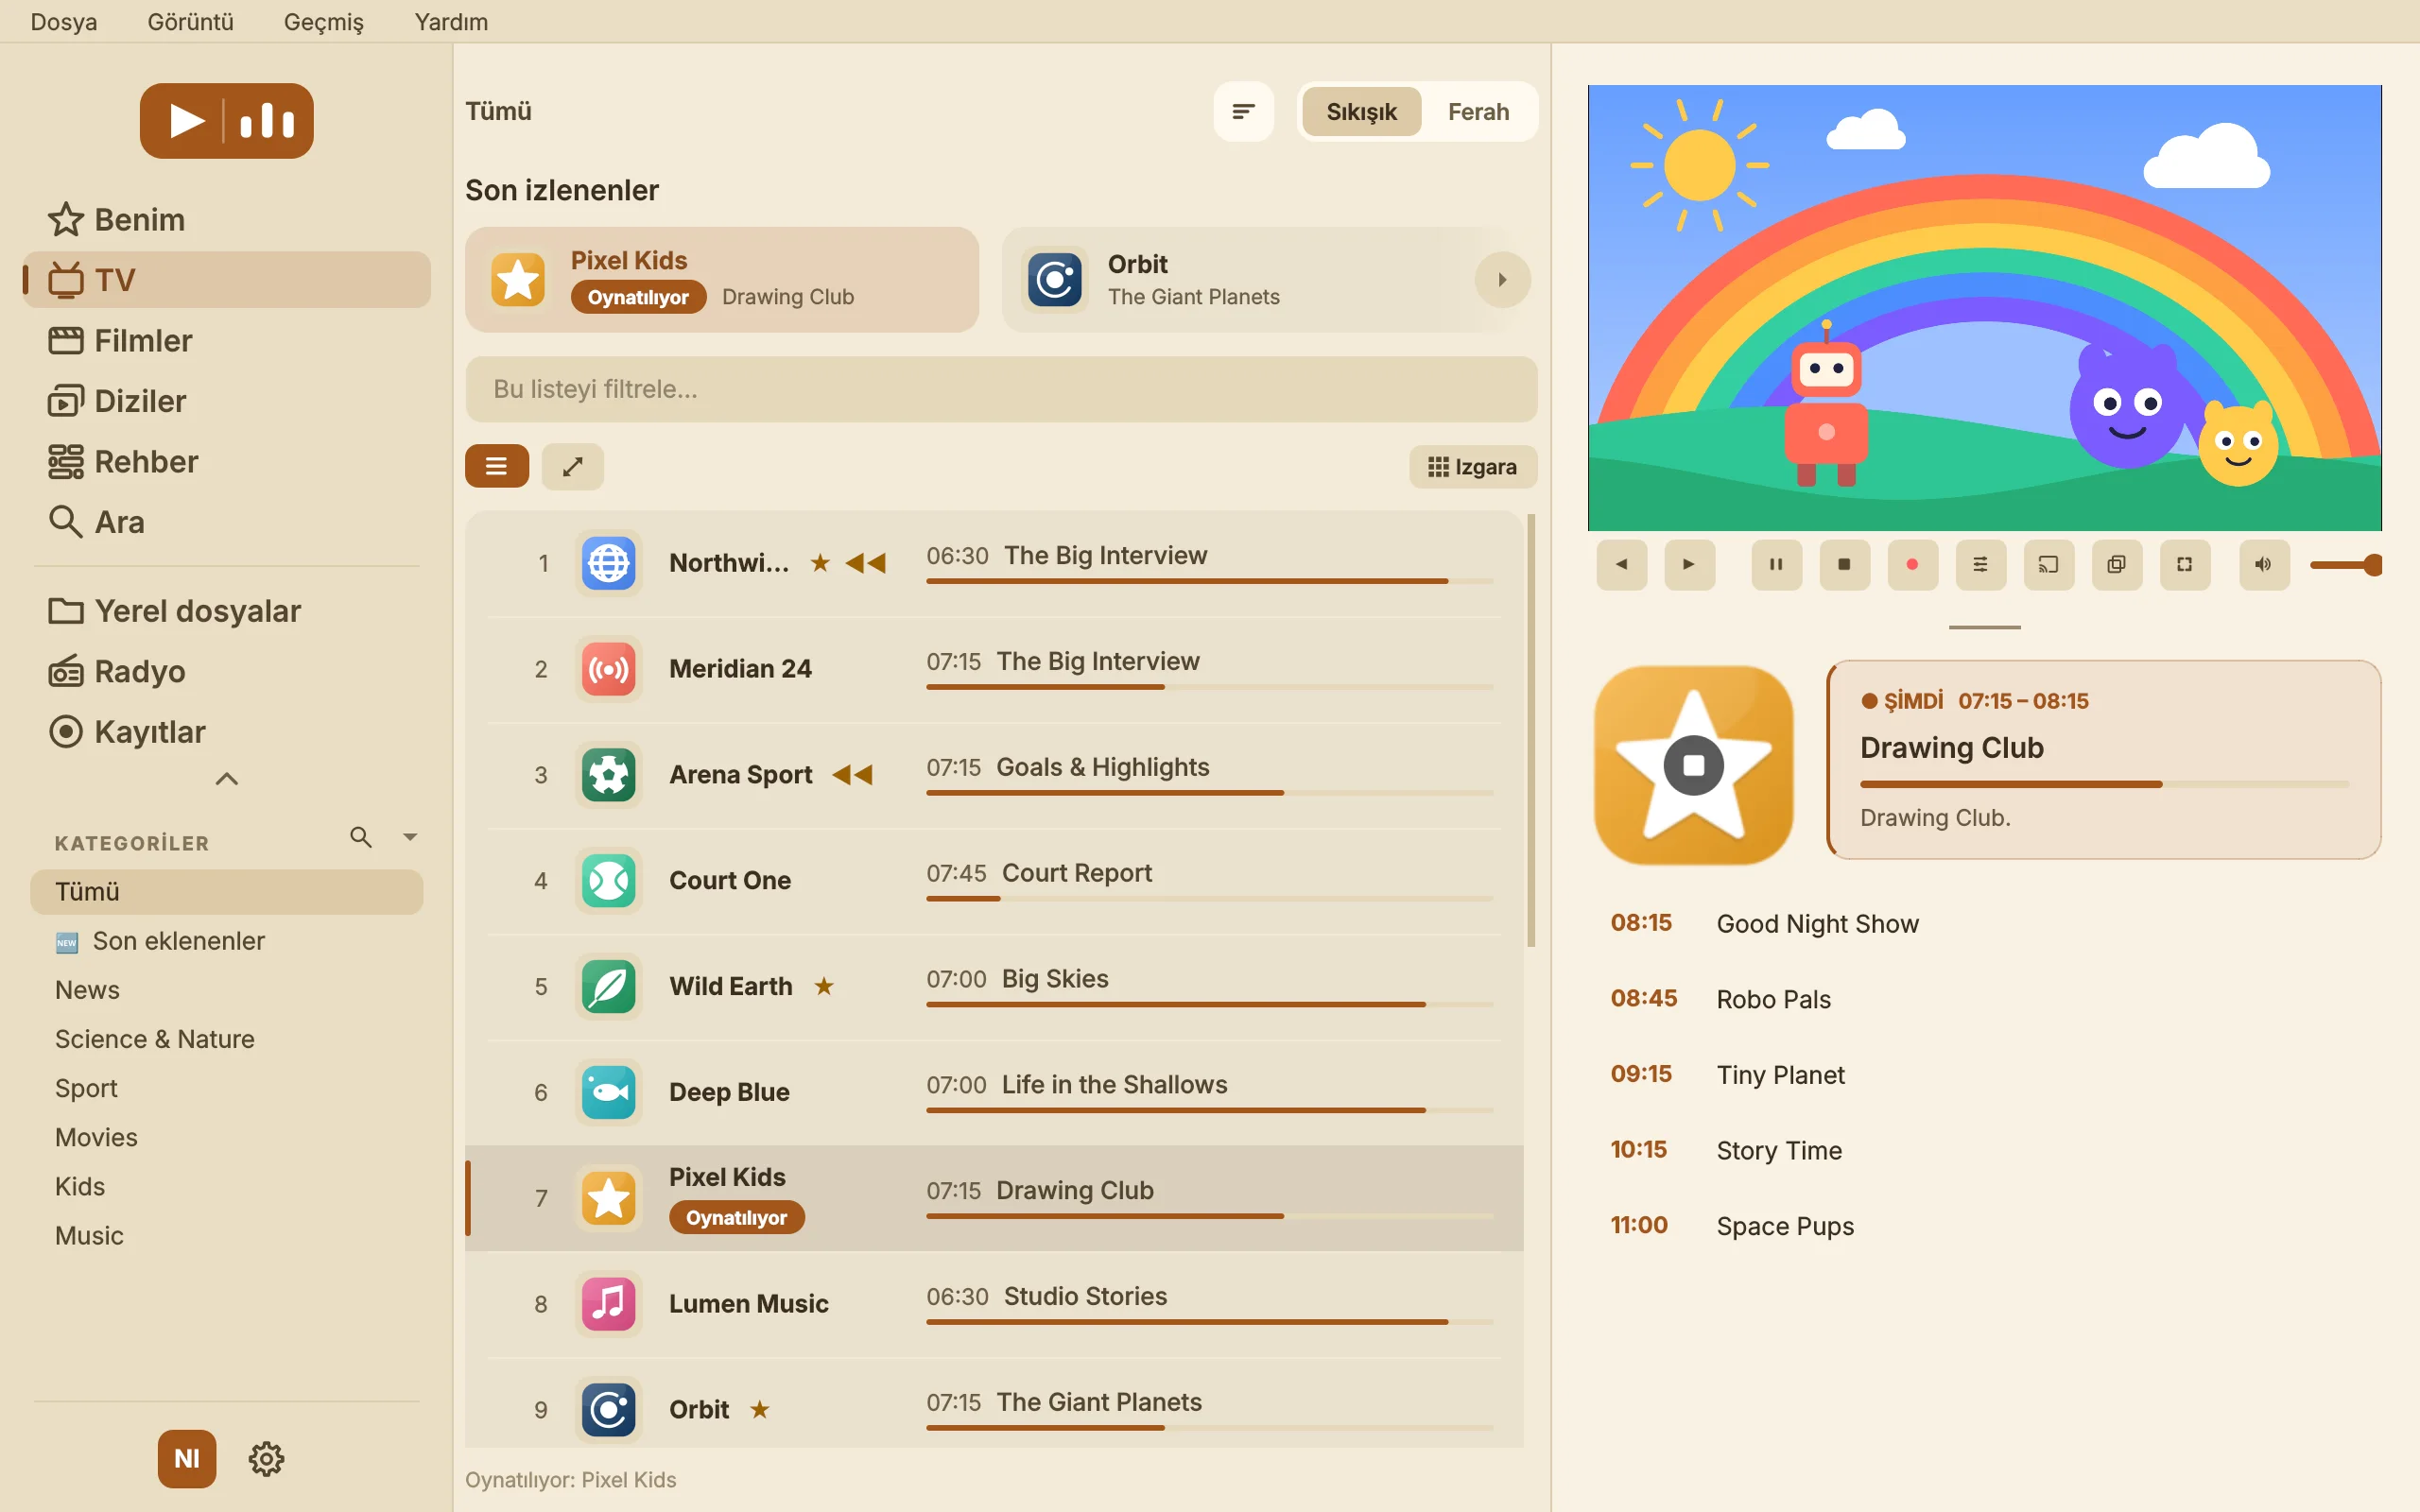 Dosya Görüntü Geçmiş Yardım
Benim
TV
Filmler
Diziler
Rehber
Ara
Yerel dosyalar
Radyo
Kayıtlar
KATEGORİLER
Tümü
NEW Son eklenenler
News
Science & Nature
Sport
Movies
Kids
Music
NI
Tümü
Sıkışık Ferah
Son izlenenler
Pixel Kids
Oynatılıyor Drawing Club
Orbit
The Giant Planets
Bu listeyi filtrele...
Izgara
1 Northwi... 06:30 The Big Interview
2 Meridian 24 07:15 The Big Interview
3 Arena Sport 07:15 Goals & Highlights
4 Court One 07:45 Court Report
5 Wild Earth 07:00 Big Skies
6 Deep Blue 07:00 Life in the Shallows
7 Pixel Kids Oynatılıyor 07:15 Drawing Club
8 Lumen Music 06:30 Studio Stories
9 Orbit 07:15 The Giant Planets
Oynatılıyor: Pixel Kids
ŞİMDİ 07:15 – 08:15
Drawing Club
Drawing Club.
08:15 Good Night Show
08:45 Robo Pals
09:15 Tiny Planet
10:15 Story Time
11:00 Space Pups